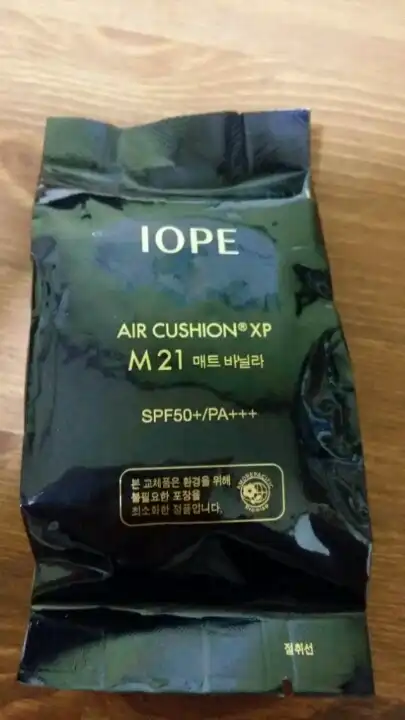 IOPE
AIR CUSHION® XP
M 21 매트 바닐라
SPF50+/PA+++
본 교체품은 환경을 위해
불필요한 포장을
최소화한 정품입니다.
AMOREPACIFIC
절취선